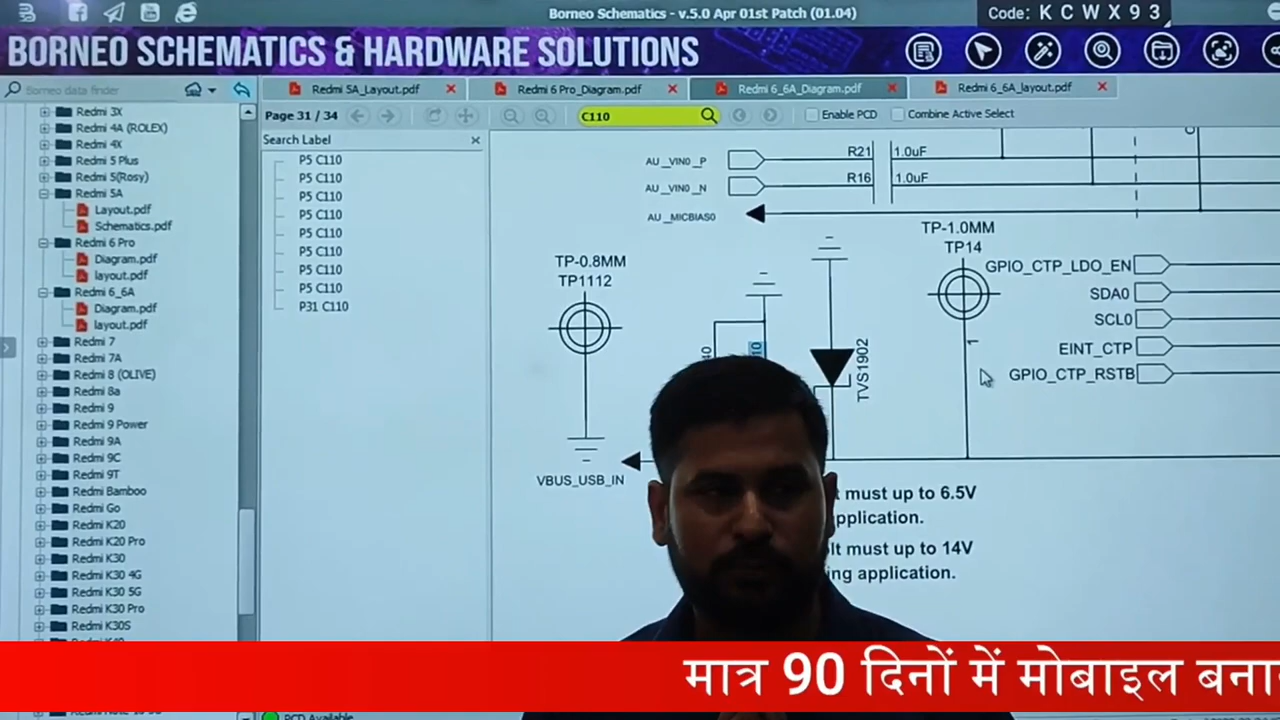 Borneo Schematics - v.5.0 Apr 01st Patch (01.04)
Code: K C W X 9 3
BORNEO SCHEMATICS & HARDWARE SOLUTIONS
Borneo data finder
Redmi 5A_Layout.pdf
Redmi 6 Pro_Diagram.pdf
Redmi 6_6A_Diagram.pdf
Redmi 6_6A_layout.pdf
Page 31 / 34
C110
Enable PCD
Combine Active Select
Redmi 3X
Redmi 4A (ROLEX)
Redmi 4X
Redmi 5 Plus
Redmi 5(Rosy)
Redmi 5A
Layout.pdf
Schematics.pdf
Redmi 6 Pro
Diagram.pdf
layout.pdf
Redmi 6_6A
Diagram.pdf
layout.pdf
Redmi 7
Redmi 7A
Redmi 8 (OLIVE)
Redmi 8a
Redmi 9
Redmi 9 Power
Redmi 9A
Redmi 9C
Redmi 9T
Redmi Bamboo
Redmi Go
Redmi K20
Redmi K20 Pro
Redmi K30
Redmi K30 4G
Redmi K30 5G
Redmi K30 Pro
Redmi K30S
Search Label
P5 C110
P5 C110
P5 C110
P5 C110
P5 C110
P5 C110
P5 C110
P5 C110
P31 C110
AU_VIN0_P
R21
1.0uF
AU_VIN0_N
R16
1.0uF
AU_MICBIAS0
TP-0.8MM
TP1112
TP-1.0MM
TP14
GPIO_CTP_LDO_EN
SDA0
SCL0
EINT_CTP
GPIO_CTP_RSTB
1
TVS1902
VBUS_USB_IN
t must up to 6.5V
pplication.
lt must up to 14V
ing application.
मात्र 90 दिनों में मोबाइल बना
PCD Available